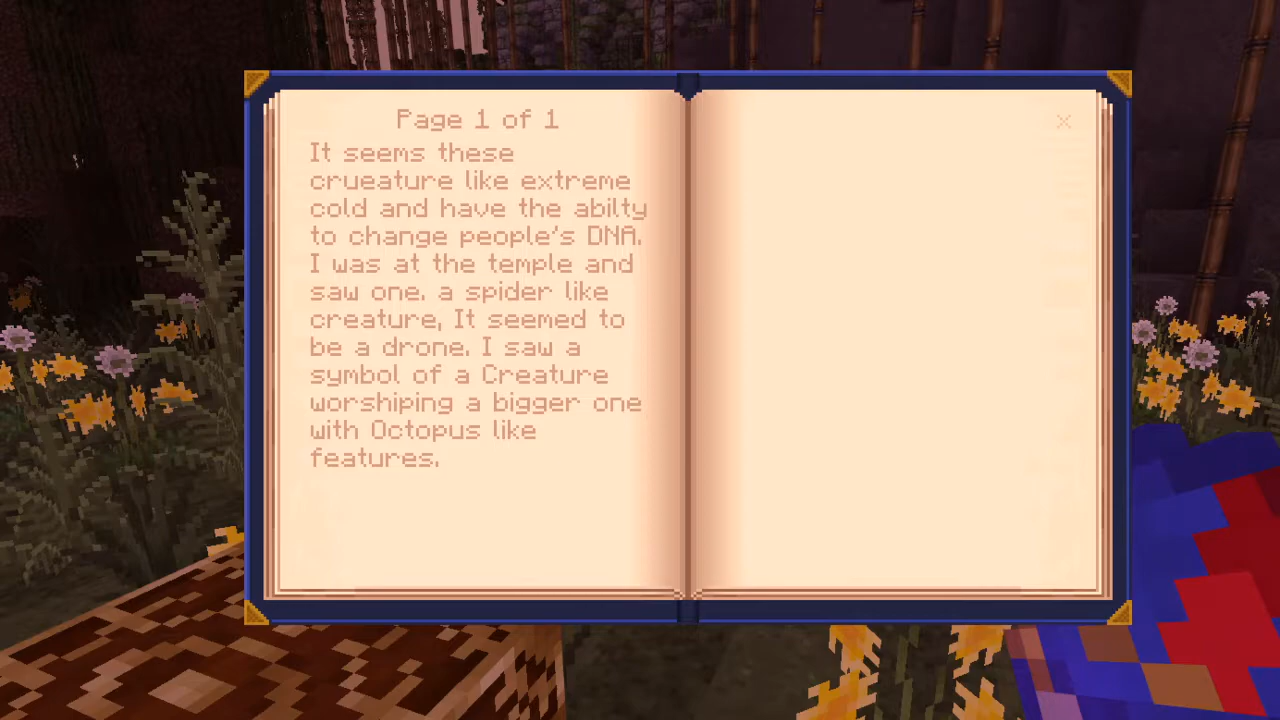 Page 1 of 1
It seems these
crueature like extreme
cold and have the abilty
to change people's DNA.
I was at the temple and
saw one. a spider like
creature, It seemed to
be a drone. I saw a
symbol of a Creature
worshiping a bigger one
with Octopus like
features.